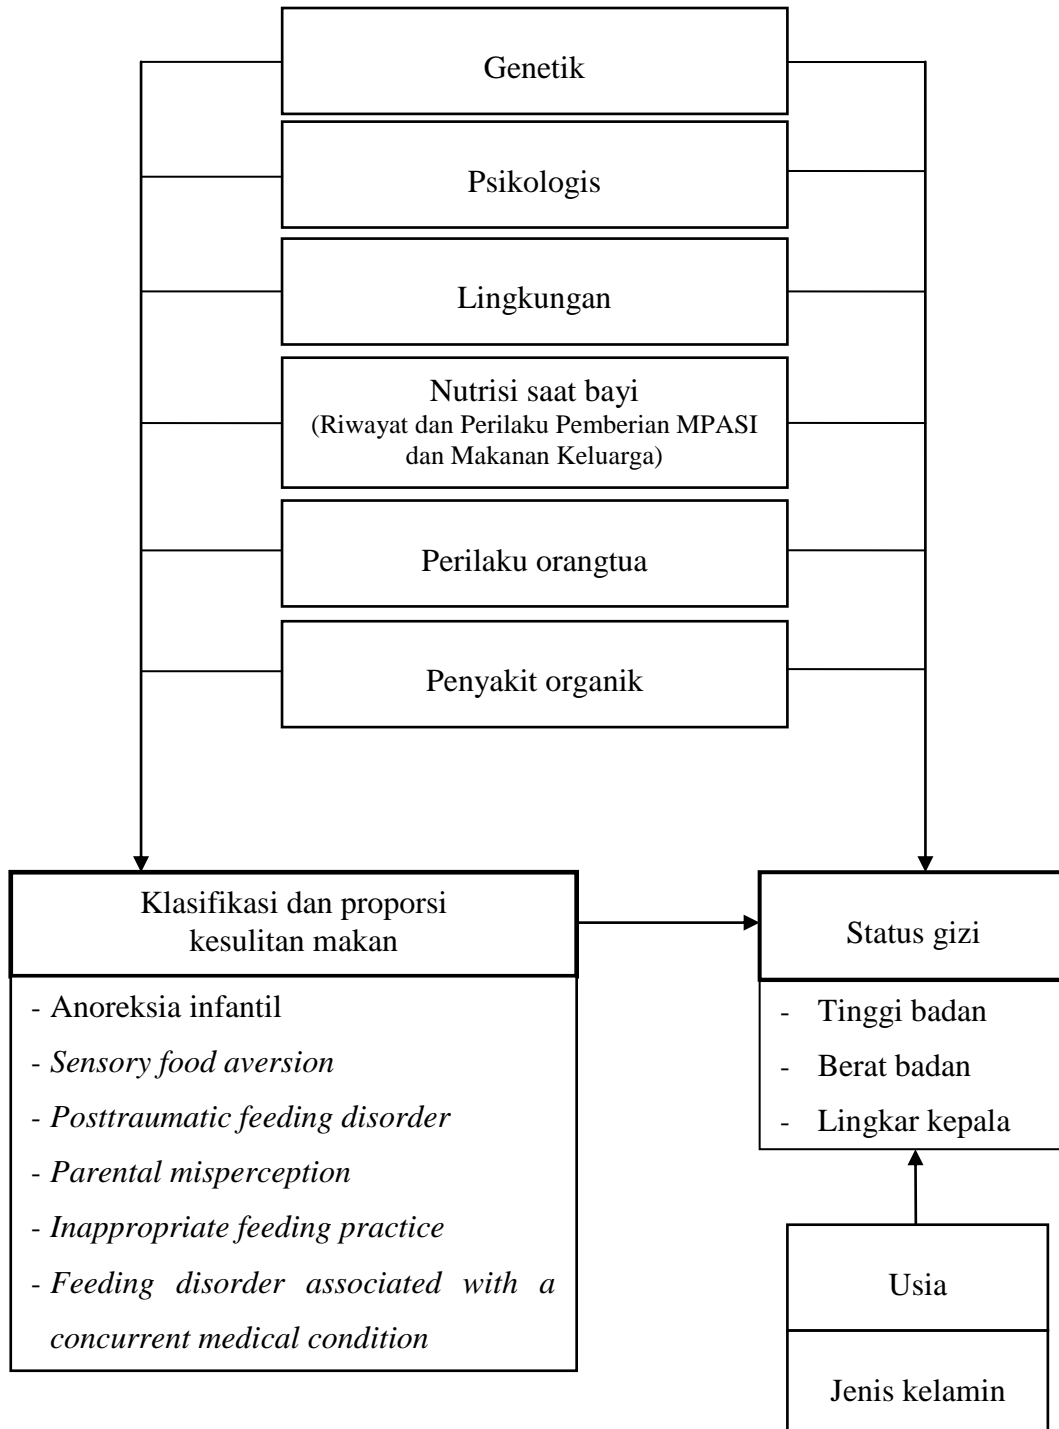 Genetik
Psikologis
Lingkungan
Nutrisi saat bayi
(Riwayat dan Perilaku Pemberian MPASI
dan Makanan Keluarga)
Perilaku orangtua
Penyakit organik
Klasifikasi dan proporsi
kesulitan makan
- Anoreksia infantil
- Sensory food aversion
- Posttraumatic feeding disorder
- Parental misperception
- Inappropriate feeding practice
- Feeding disorder associated with a
concurrent medical condition
Status gizi
- Tinggi badan
- Berat badan
- Lingkar kepala
Usia
Jenis kelamin